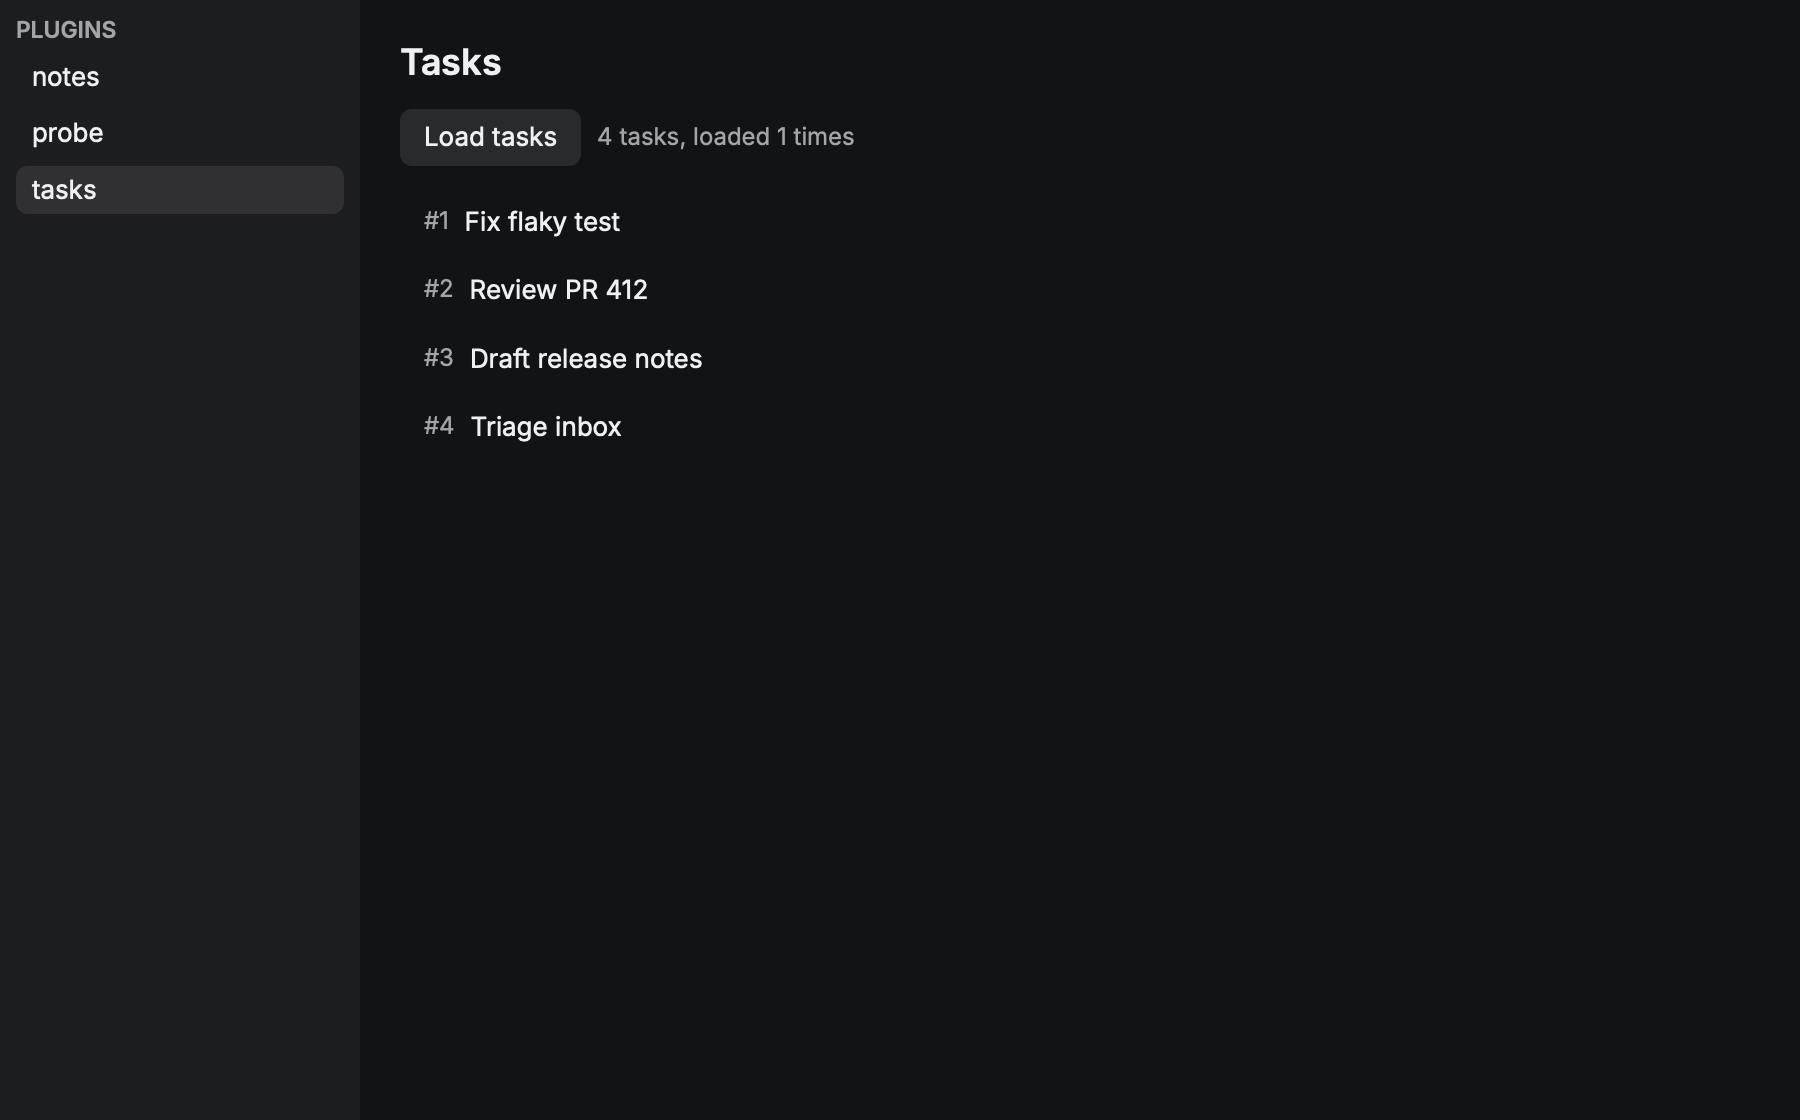 PLUGINS
notes
probe
tasks
Tasks
Load tasks 4 tasks, loaded 1 times
#1 Fix flaky test
#2 Review PR 412
#3 Draft release notes
#4 Triage inbox